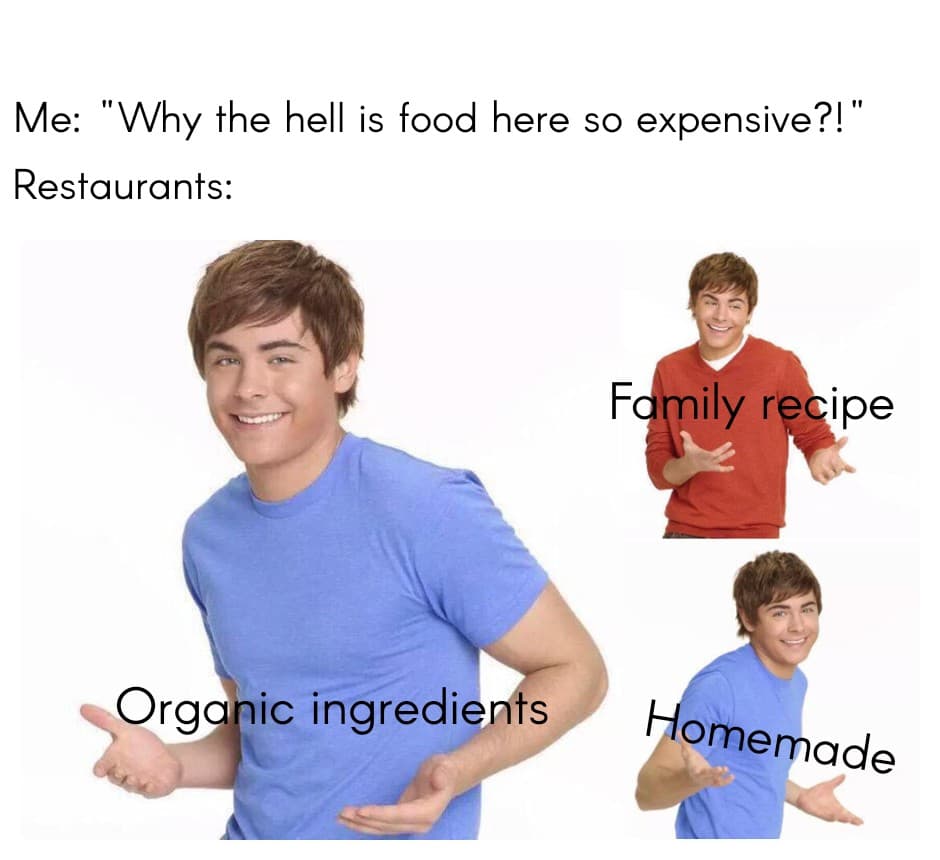 Me: "Why the hell is food here so expensive?!"
Restaurants:
Family recipe
Organic ingredients
Homemade